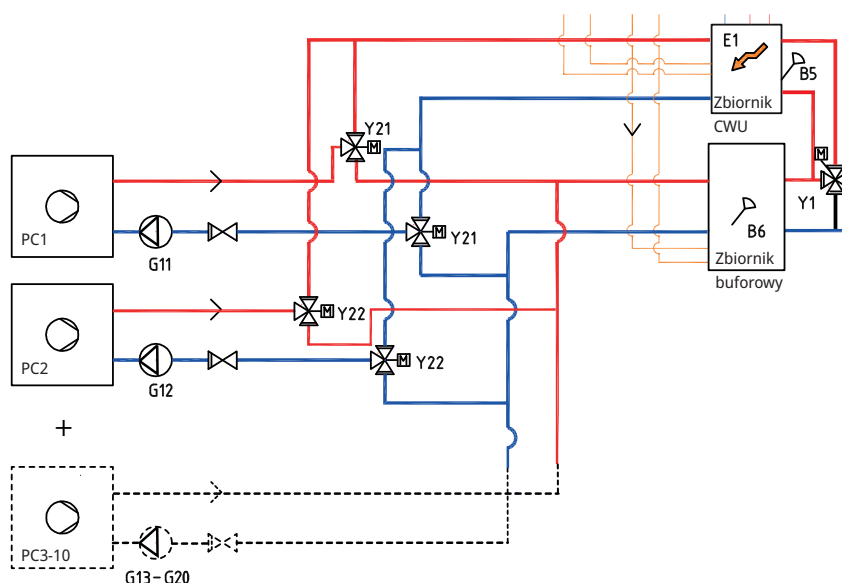 E1
B5
Zbiornik
CWU
Y21
M
M
PC1
G11
M
Y21
Y1
B6
Zbiornik
buforowy
M
Y22
PC2
G12
M
Y22
+
PC3-10
G13-G20